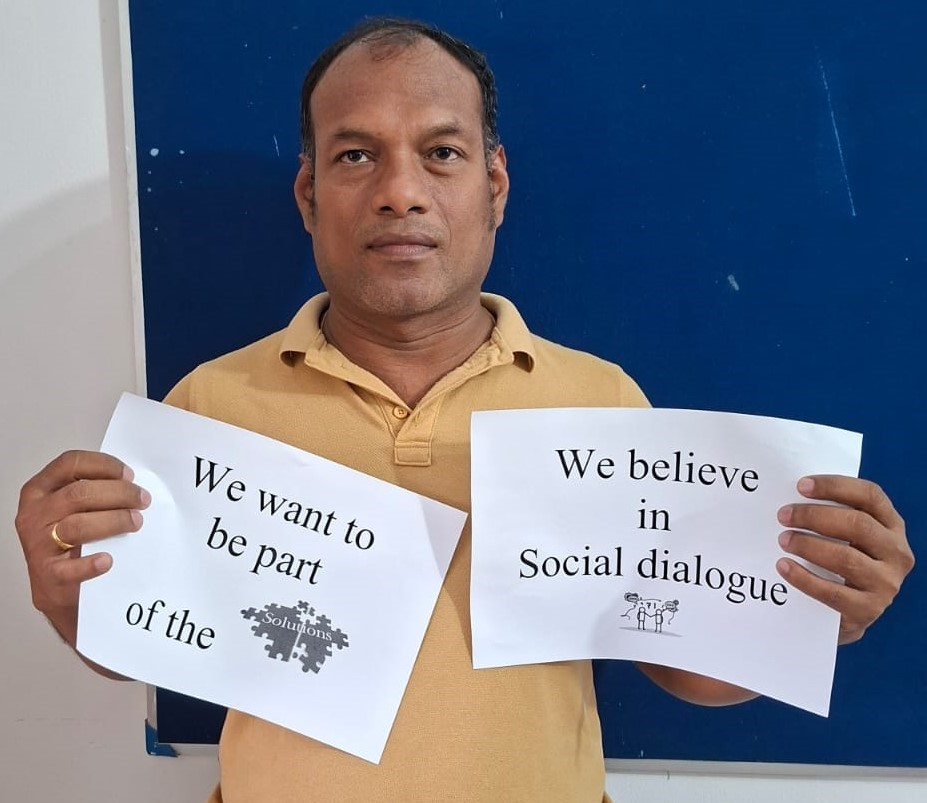 We want to
be part
of the Solutions
We believe
in
Social dialogue